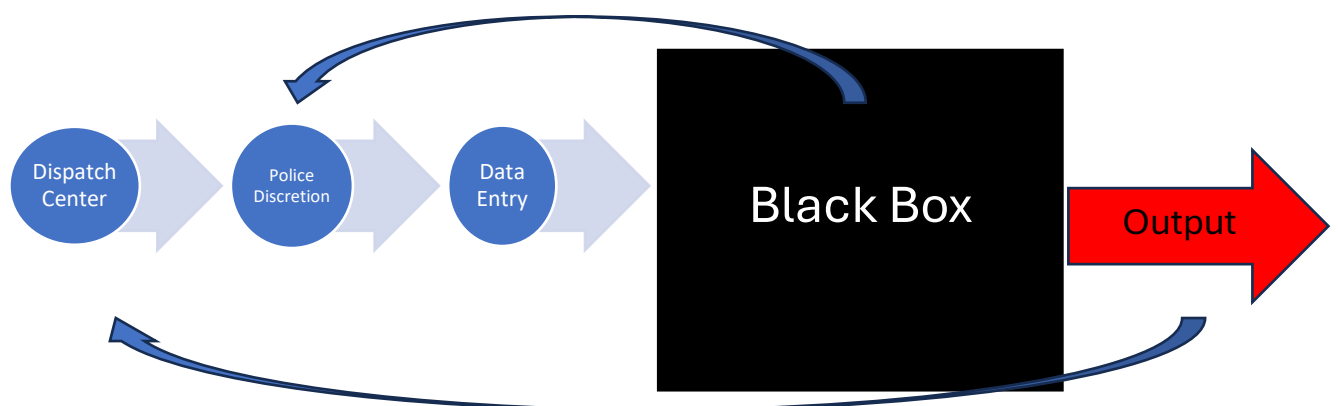 Dispatch
Center
Police
Discretion
Data
Entry
Black Box
Output